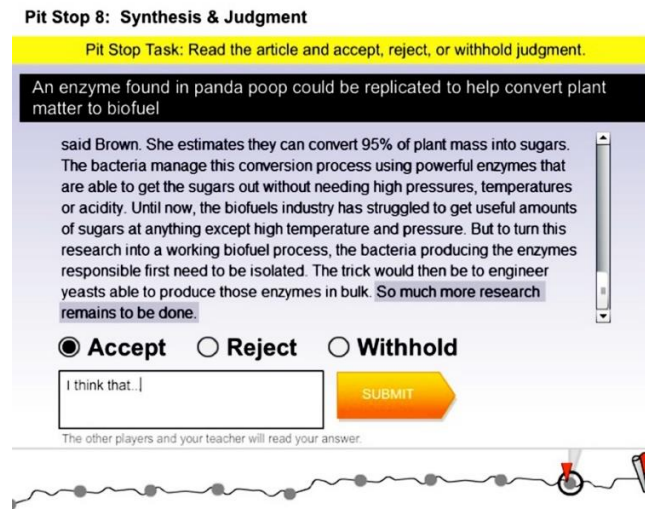 Pit Stop 8: Synthesis & Judgment
Pit Stop Task: Read the article and accept, reject, or withhold judgment.
An enzyme found in panda poop could be replicated to help convert plant
matter to biofuel
said Brown. She estimates they can convert 95% of plant mass into sugars.
The bacteria manage this conversion process using powerful enzymes that
are able to get the sugars out without needing high pressures, temperatures
or acidity. Until now, the biofuels industry has struggled to get useful amounts
of sugars at anything except high temperature and pressure. But to turn this
research into a working biofuel process, the bacteria producing the enzymes
responsible first need to be isolated. The trick would then be to engineer
yeasts able to produce those enzymes in bulk. So much more research
remains to be done.
Accept Reject Withhold
I think that...
SUBMIT
The other players and your teacher will read your answer.